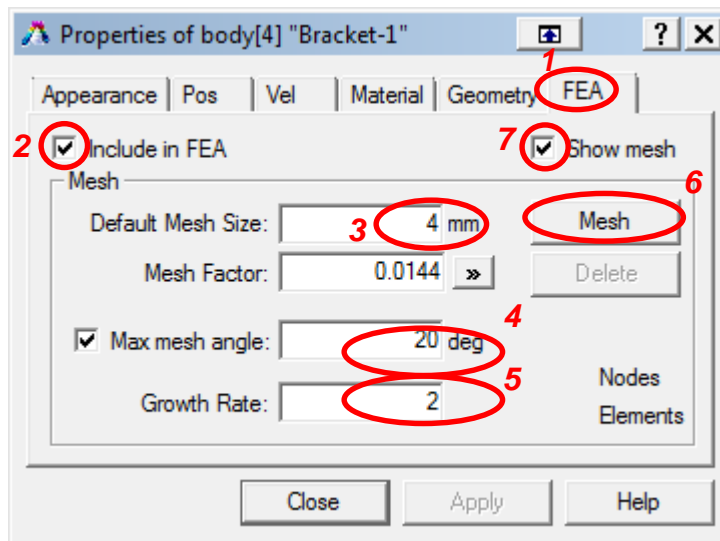 Properties of body[4] "Bracket-1" ?
1
Appearance Pos Vel Material Geometry FEA
2 Include in FEA 7 Show mesh
Mesh 6
Default Mesh Size: 3 4 mm Mesh
Mesh Factor: 0.0144 » Delete
4
Max mesh angle: 20 deg
5 Nodes
Growth Rate: 2
Elements
Close Apply Help